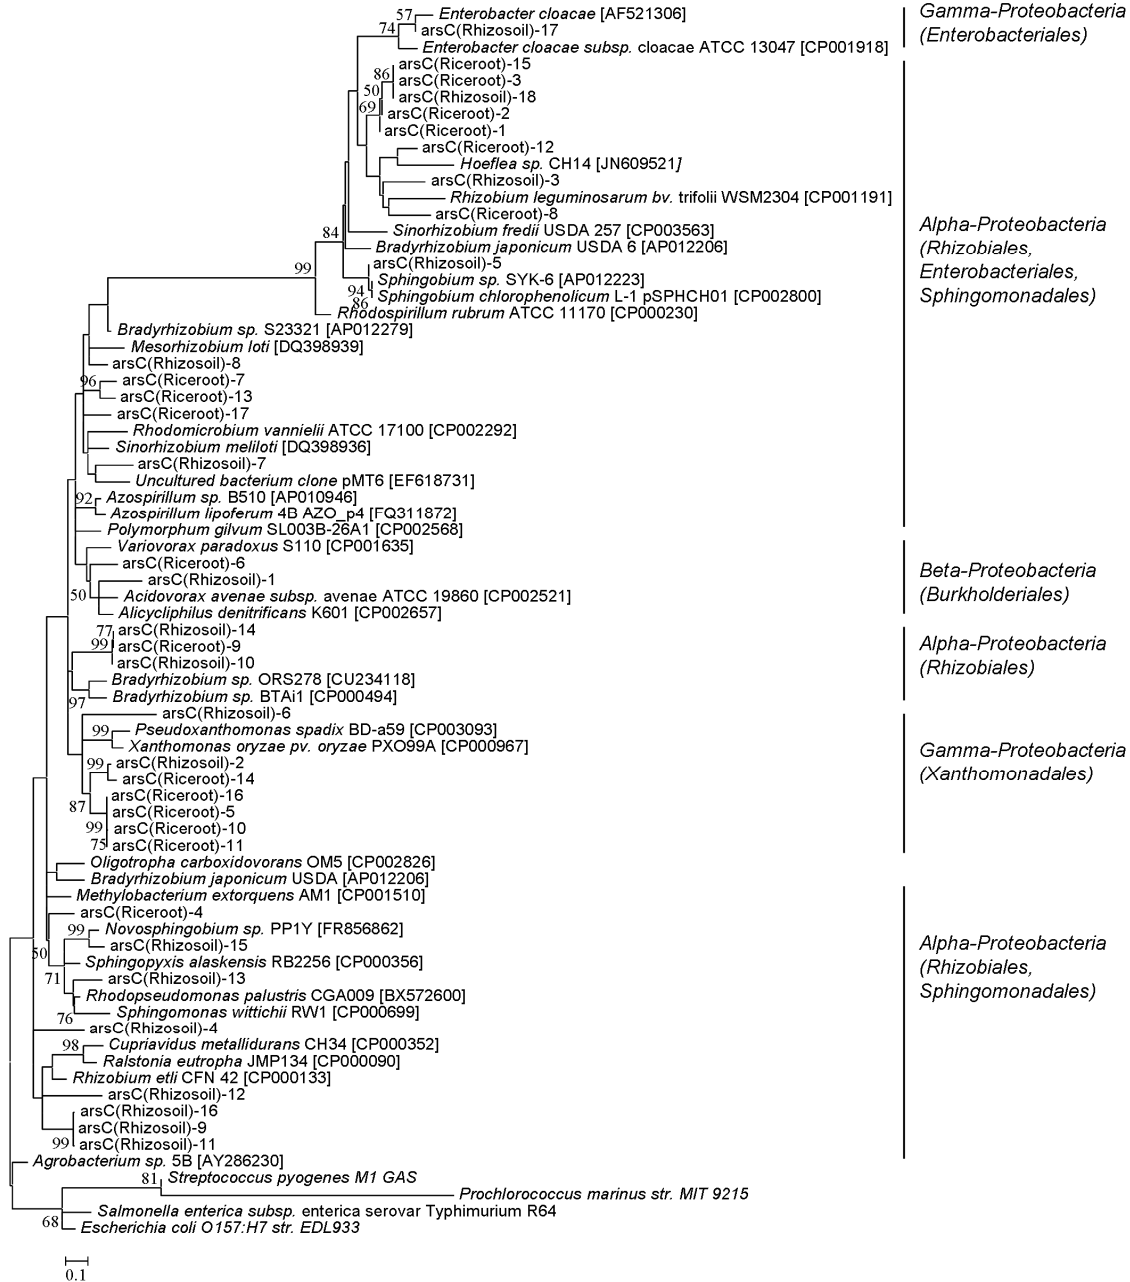 57
Enterobacter cloacae [AF521306]
74
arsC(Rhizosoil)-17
Enterobacter cloacae subsp. cloacae ATCC 13047 [CP001918]
Gamma-Proteobacteria
(Enterobacteriales)
arsC(Riceroot)-15
86
arsC(Riceroot)-3
50
arsC(Rhizosoil)-18
69
arsC(Riceroot)-2
arsC(Riceroot)-1
arsC(Riceroot)-12
Hoeflea sp. CH14 [JN609521]
arsC(Rhizosoil)-3
Rhizobium leguminosarum bv. trifolii WSM2304 [CP001191]
arsC(Riceroot)-8
84
Sinorhizobium fredii USDA 257 [CP003563]
Bradyrhizobium japonicum USDA 6 [AP012206]
99
arsC(Rhizosoil)-5
Sphingobium sp. SYK-6 [AP012223]
94
Sphingobium chlorophenolicum L-1 pSPHCH01 [CP002800]
86
Rhodospirillum rubrum ATCC 11170 [CP000230]
Alpha-Proteobacteria
(Rhizobiales,
Enterobacteriales,
Sphingomonadales)
Bradyrhizobium sp. S23321 [AP012279]
Mesorhizobium loti [DQ398939]
arsC(Rhizosoil)-8
96
arsC(Riceroot)-7
arsC(Riceroot)-13
arsC(Riceroot)-17
Rhodomicrobium vannielii ATCC 17100 [CP002292]
Sinorhizobium meliloti [DQ398936]
arsC(Rhizosoil)-7
Uncultured bacterium clone pMT6 [EF618731]
92
Azospirillum sp. B510 [AP010946]
Azospirillum lipoferum 4B AZO_p4 [FQ311872]
Polymorphum gilvum SL003B-26A1 [CP002568]
Variovorax paradoxus S110 [CP001635]
arsC(Riceroot)-6
arsC(Rhizosoil)-1
50
Acidovorax avenae subsp. avenae ATCC 19860 [CP002521]
Alicycliphilus denitrificans K601 [CP002657]
Beta-Proteobacteria
(Burkholderiales)
77
arsC(Rhizosoil)-14
99
arsC(Riceroot)-9
arsC(Rhizosoil)-10
Bradyrhizobium sp. ORS278 [CU234118]
Bradyrhizobium sp. BTAi1 [CP000494]
97
Alpha-Proteobacteria
(Rhizobiales)
arsC(Rhizosoil)-6
99
Pseudoxanthomonas spadix BD-a59 [CP003093]
Xanthomonas oryzae pv. oryzae PXO99A [CP000967]
99
arsC(Rhizosoil)-2
arsC(Riceroot)-14
arsC(Riceroot)-16
87
arsC(Riceroot)-5
99
arsC(Riceroot)-10
75
arsC(Riceroot)-11
Gamma-Proteobacteria
(Xanthomonadales)
Oligotropha carboxidovorans OM5 [CP002826]
Bradyrhizobium japonicum USDA [AP012206]
Methylobacterium extorquens AM1 [CP001510]
arsC(Riceroot)-4
99
Novosphingobium sp. PP1Y [FR856862]
arsC(Rhizosoil)-15
50
Sphingopyxis alaskensis RB2256 [CP000356]
71
arsC(Rhizosoil)-13
Rhodopseudomonas palustris CGA009 [BX572600]
76
Sphingomonas wittichii RW1 [CP000699]
arsC(Rhizosoil)-4
98
Cupriavidus metallidurans CH34 [CP000352]
Ralstonia eutropha JMP134 [CP000090]
Rhizobium etli CFN 42 [CP000133]
arsC(Rhizosoil)-12
arsC(Rhizosoil)-16
arsC(Rhizosoil)-9
99
arsC(Rhizosoil)-11
Alpha-Proteobacteria
(Rhizobiales,
Sphingomonadales)
Agrobacterium sp. 5B [AY286230]
81
Streptococcus pyogenes M1 GAS
Prochlorococcus marinus str. MIT 9215
Salmonella enterica subsp. enterica serovar Typhimurium R64
68
Escherichia coli O157:H7 str. EDL933
0.1